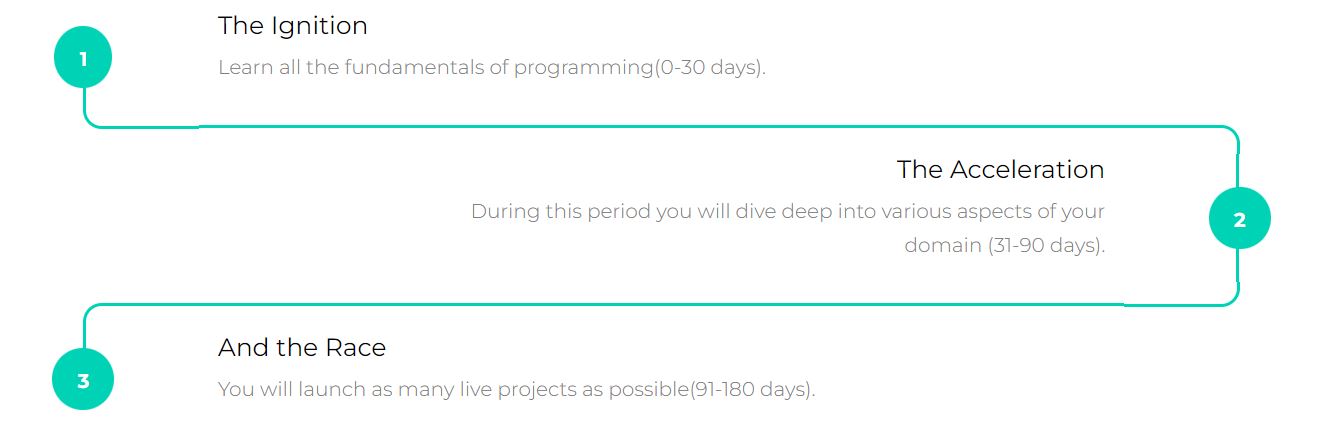 The Ignition
1
Learn all the fundamentals of programming(0-30 days).
The Acceleration
During this period you will dive deep into various aspects of your
2
domain (31-90 days).
And the Race
3
You will launch as many live projects as possible(91-180 days).